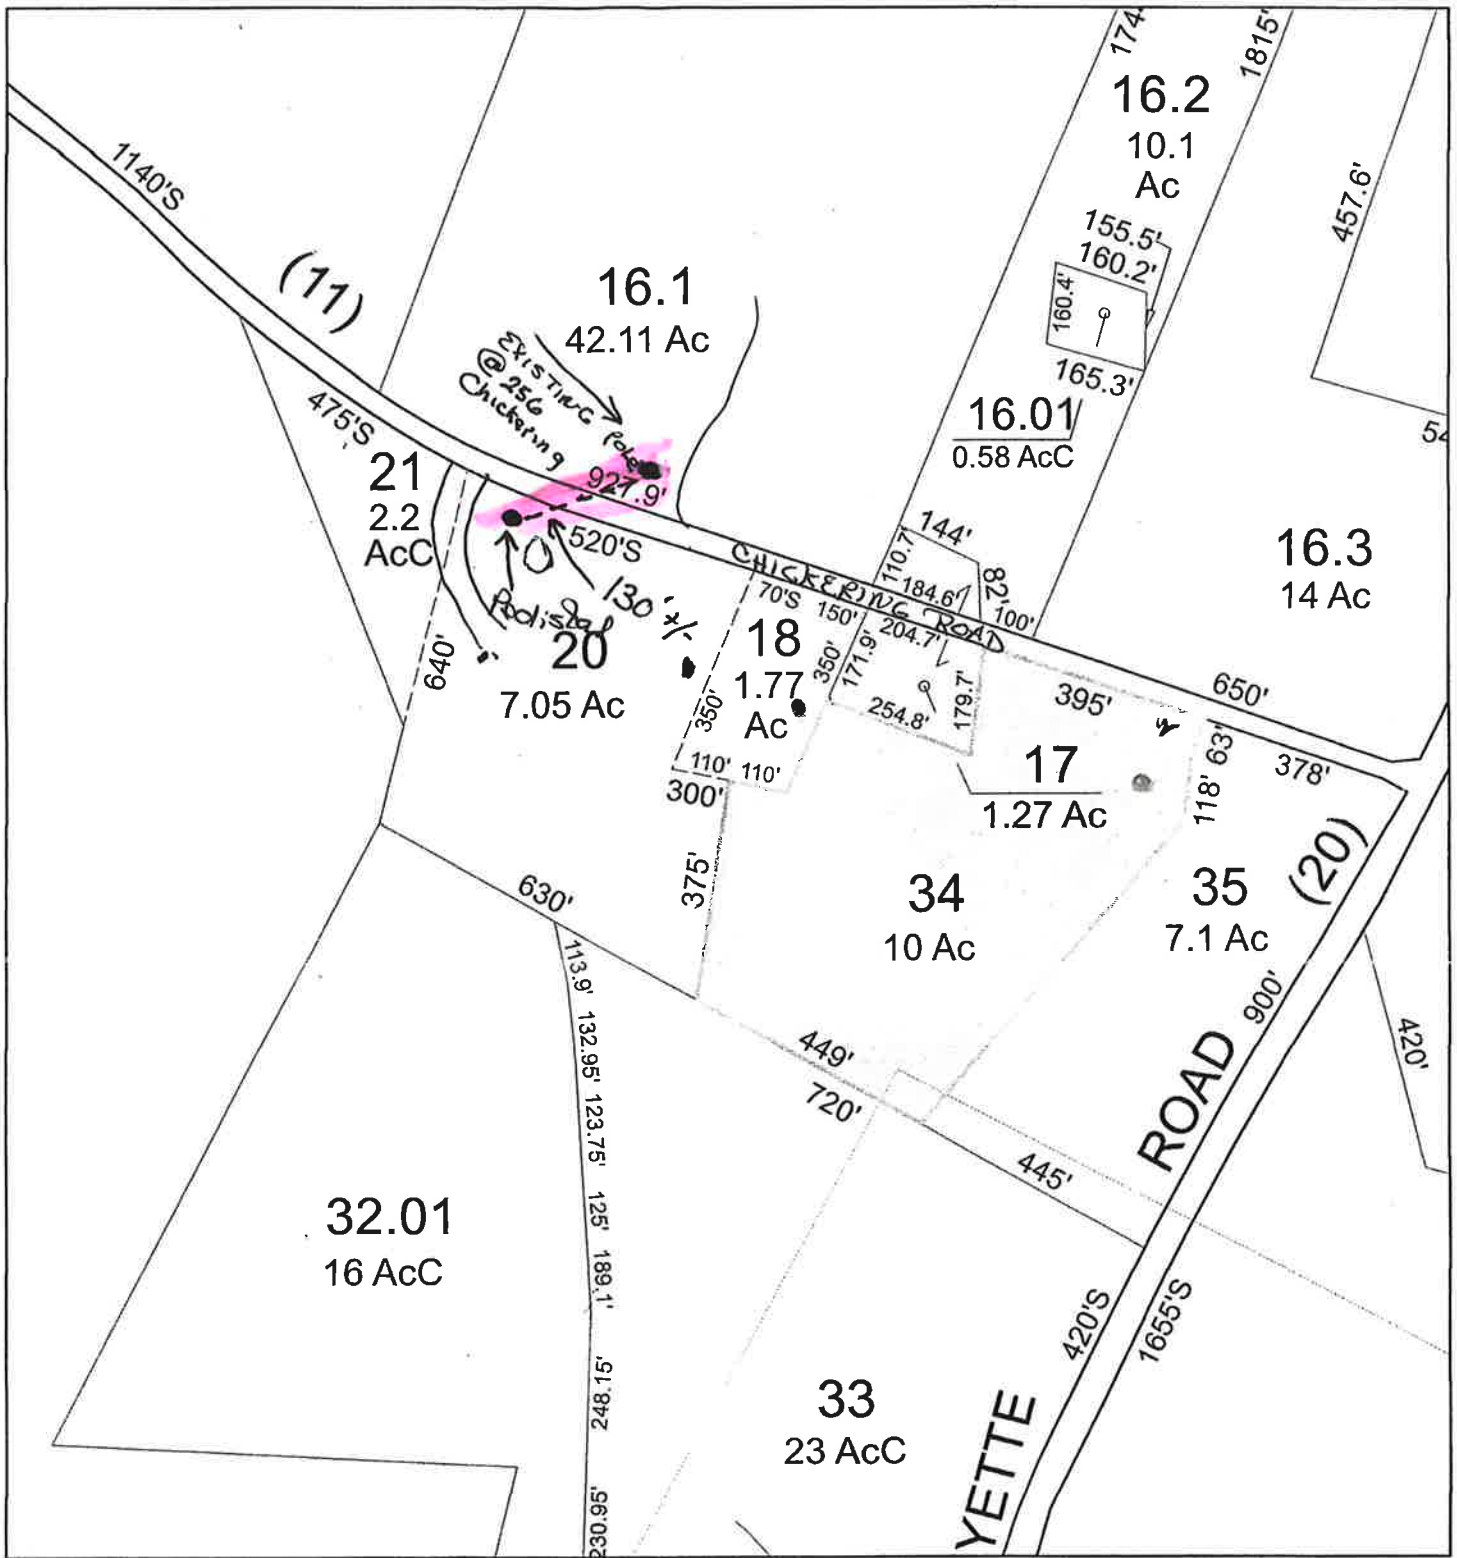 174
1815'
16.2
10.1
Ac
457.6'
1140'S
155.5'
160.2'
160.4'
165.3'
(11)
16.1
42.11 Ac
EXISTING Pole
@ 256
Chickering
16.01
0.58 AcC
54
475'S
21
2.2
AcC
927.9'
520'S
CHICKERING ROAD
144'
110.7'
184.6'
82'
100'
16.3
14 Ac
130' +/-
70'S
150'
204.7'
20
7.05 Ac
640'
18
1.77
Ac
350'
350'
171.9'
254.8'
179.7'
395'
650'
110'
110'
300'
17
1.27 Ac
63'
118'
378'
375'
630'
34
10 Ac
35
7.1 Ac
(20)
113.9'
132.95'
123.75'
125'
189.1'
248.15'
230.95'
449'
720'
445'
900'
420'
ROAD
32.01
16 AcC
420'S
1655'S
33
23 AcC
YETTE